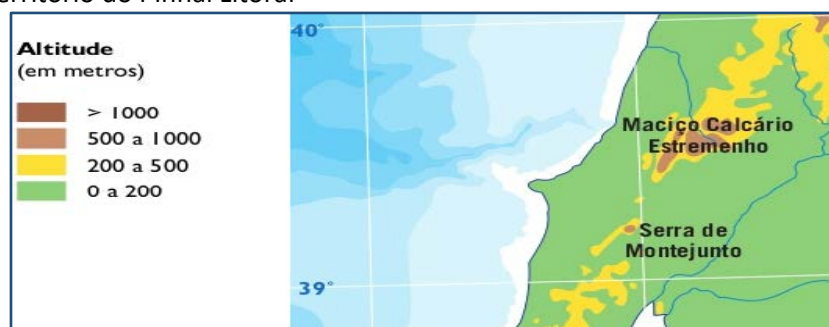 Altitude
(em metros)
> 1000
500 a 1000
200 a 500
0 a 200
40°
Maciço Calcário
Estremenho
Serra de
Montejunto
39°